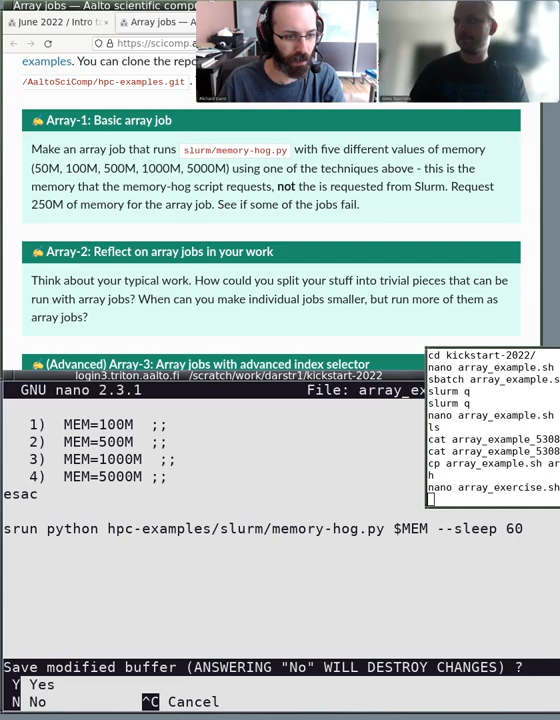 Array jobs — Aalto scientific comp
June 2022 / Intro t
Array jobs — Aa
https://scicomp.a
examples. You can clone the repo
/AaltoSciComp/hpc-examples.git .
Array-1: Basic array job
Make an array job that runs slurm/memory-hog.py with five different values of memory
(50M, 100M, 500M, 1000M, 5000M) using one of the techniques above - this is the
memory that the memory-hog script requests, not the is requested from Slurm. Request
250M of memory for the array job. See if some of the jobs fail.
Array-2: Reflect on array jobs in your work
Think about your typical work. How could you split your stuff into trivial pieces that can be
run with array jobs? When can you make individual jobs smaller, but run more of them as
array jobs?
(Advanced) Array-3: Array jobs with advanced index selector
login3.triton.aalto.fi /scratch/work/darstr1/kickstart-2022
GNU nano 2.3.1 File: array_ex
1) MEM=100M ;;
2) MEM=500M ;;
3) MEM=1000M ;;
4) MEM=5000M ;;
esac
srun python hpc-examples/slurm/memory-hog.py $MEM --sleep 60
Save modified buffer (ANSWERING "No" WILL DESTROY CHANGES) ?
Y Yes
N No ^C Cancel
cd kickstart-2022/
nano array_example.sh
sbatch array_example.s
slurm q
slurm q
nano array_example.sh
ls
cat array_example_5308
cat array_example_5308
cp array_example.sh ar
h
nano array_exercise.sh